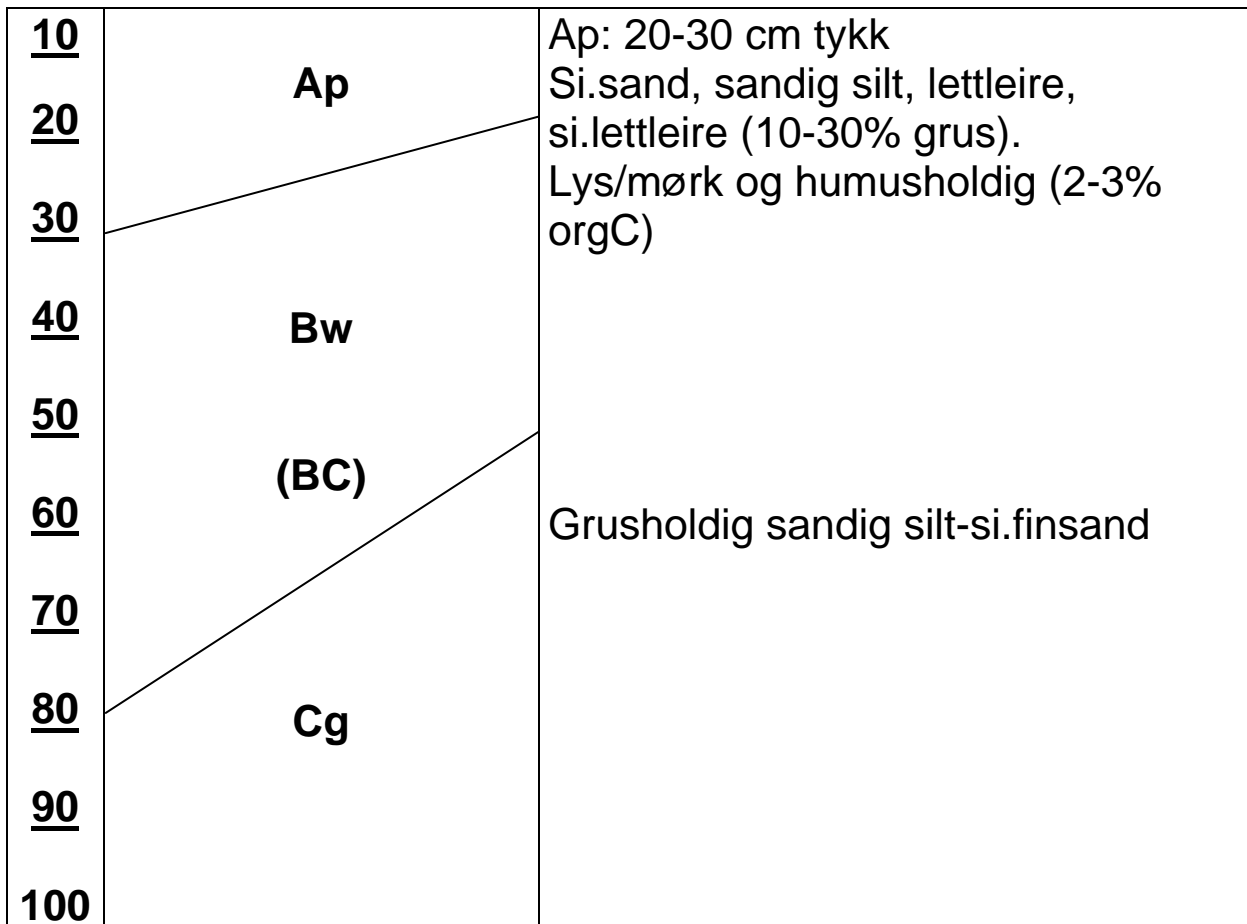 10
20
30
40
50
60
70
80
90
100
Ap
Bw
(BC)
Cg
Ap: 20-30 cm tykk
Si.sand, sandig silt, lettleire,
si.lettleire (10-30% grus).
Lys/mørk og humusholdig (2-3%
orgC)
Grusholdig sandig silt-si.finsand